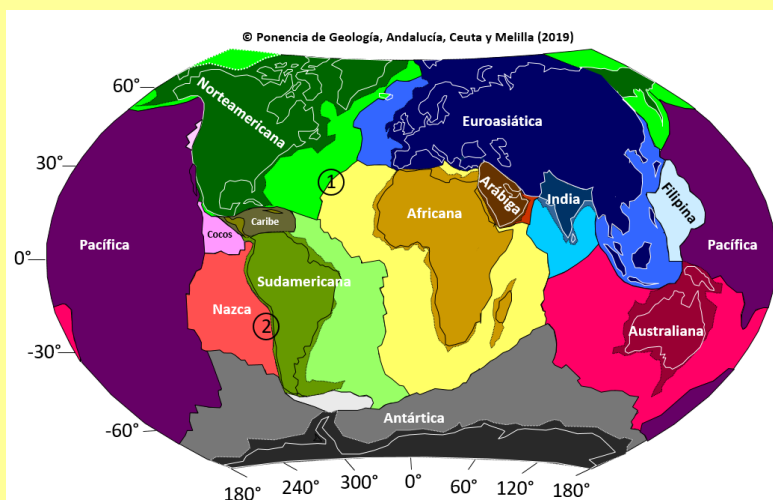 © Ponencia de Geología, Andalucía, Ceuta y Melilla (2019)
60°
Norteamericana
Euroasiática
30°
1
Arábiga
India
Filipina
Africana
Caribe
Cocos
Pacífica
Pacífica
0°
Sudamericana
Nazca
2
Australiana
-30°
Antártica
-60°
180° 240° 300° 0° 60° 120° 180°